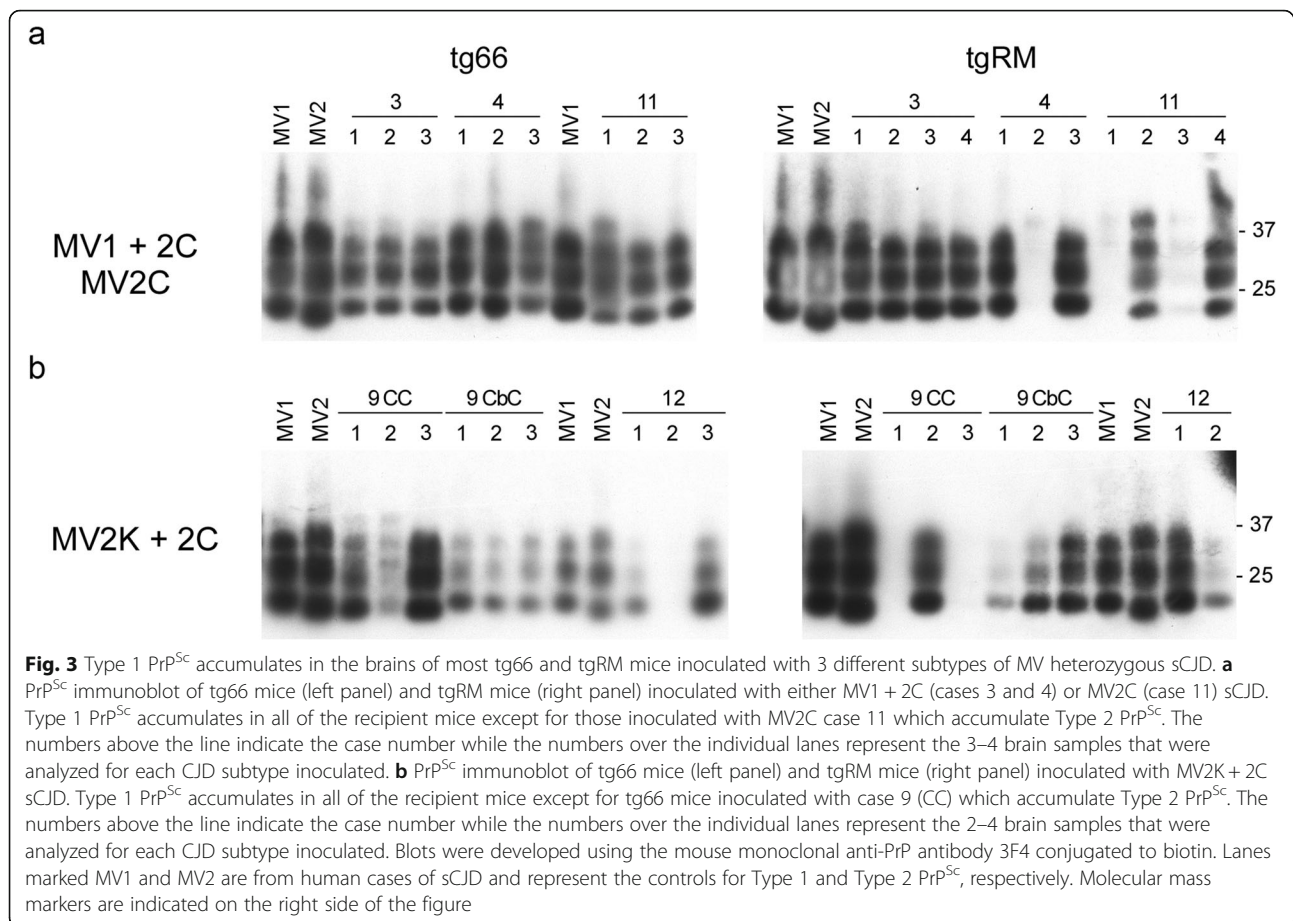 a
tg66 tgRM
3 4 11 3 4 11
MV1 MV2 1 2 3 1 2 3 MV1 1 2 3 MV1 MV2 1 2 3 4 1 2 3 1 2 3 4
MV1 + 2C
MV2C
- 37
- 25
b
9 CC 9 CbC 12 9 CC 9 CbC 12
MV1 MV2 1 2 3 1 2 3 MV1 MV2 1 2 3 MV1 MV2 1 2 3 1 2 3 MV1 MV2 1 2
MV2K + 2C
- 37
- 25
Fig. 3 Type 1 PrPSc accumulates in the brains of most tg66 and tgRM mice inoculated with 3 different subtypes of MV heterozygous sCJD. a
PrPSc immunoblot of tg66 mice (left panel) and tgRM mice (right panel) inoculated with either MV1 + 2C (cases 3 and 4) or MV2C (case 11) sCJD.
Type 1 PrPSc accumulates in all of the recipient mice except for those inoculated with MV2C case 11 which accumulate Type 2 PrPSc. The
numbers above the line indicate the case number while the numbers over the individual lanes represent the 3–4 brain samples that were
analyzed for each CJD subtype inoculated. b PrPSc immunoblot of tg66 mice (left panel) and tgRM mice (right panel) inoculated with MV2K + 2C
sCJD. Type 1 PrPSc accumulates in all of the recipient mice except for tg66 mice inoculated with case 9 (CC) which accumulate Type 2 PrPSc. The
numbers above the line indicate the case number while the numbers over the individual lanes represent the 2–4 brain samples that were
analyzed for each CJD subtype inoculated. Blots were developed using the mouse monoclonal anti-PrP antibody 3F4 conjugated to biotin. Lanes
marked MV1 and MV2 are from human cases of sCJD and represent the controls for Type 1 and Type 2 PrPSc, respectively. Molecular mass
markers are indicated on the right side of the figure